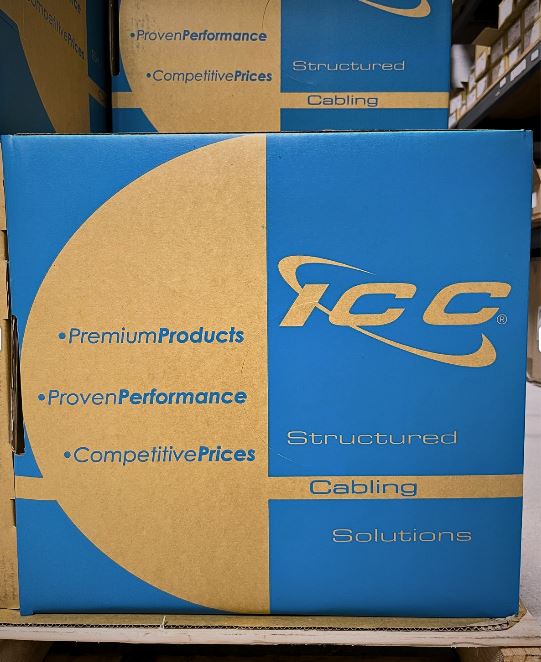 •ProvenPerformance
•CompetitivePrices
Structured
Cabling
•PremiumProducts
•ProvenPerformance
•CompetitivePrices
ICC®
Structured
Cabling
Solutions